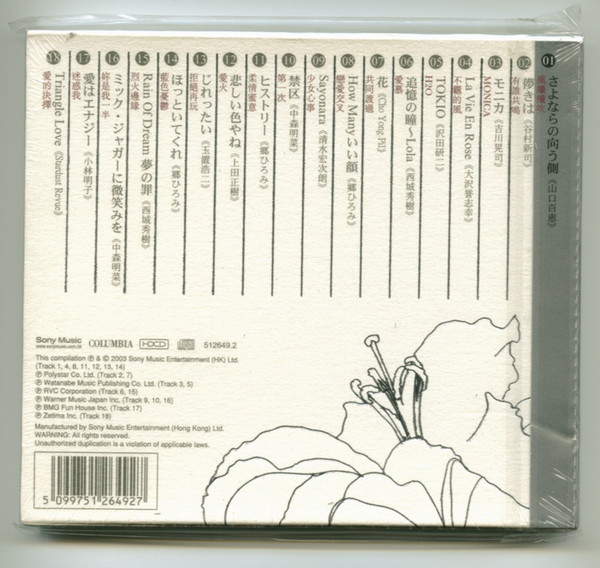 01 さよならの向う側《山口百惠》
風繼續吹
02 儚きは《谷村新司》
有誰共鳴
03 モニカ《吉川晃司》
MONICA
04 La Vie En Rose《大沢誉志幸》
不羈的風
05 TOKIO《沢田研二》
H2O
06 追憶の瞳～Lola《西城秀樹》
愛慕
07 花《Cho Yong Pil》
共同渡過
08 How Manyいい顔《郷ひろみ》
戀愛交叉
09 Sayonara《清水宏次朗》
少女心事
10 禁区《中森明菜》
第一次
11 ヒストリー《郷ひろみ》
柔情蜜意
12 悲しい色やね《上田正樹》
愛火
13 じれったい《玉置浩二》
拒絕再玩
14 ほっといてくれ《郷ひろみ》
藍色憂鬱
15 Rain Of Dream 夢の罪《西城秀樹》
烈火邊緣
16 ミック・ジャガーに微笑みを《中森明菜》
妳是我一半
17 愛はエナジー《小林明子》
迷惑我
18 Triangle Love《Stardust Revue》
愛的抉擇
Sony Music
www.sonymusic.com.hk
COLUMBIA
HDCD
512649.2
This compilation ℗ & © 2003 Sony Music Entertainment (HK) Ltd.
(Track 1, 4, 8, 11, 12, 13, 14)
℗ Polystar Co. Ltd. (Track 2, 7)
℗ Watanabe Music Publishing Co. Ltd. (Track 3, 5)
℗ RVC Corporation (Track 6, 15)
℗ Warner Music Japan Inc. (Track 9, 10, 16)
℗ BMG Fun House Inc. (Track 17)
℗ Zetima Inc. (Track 18)
Manufactured by Sony Music Entertainment (Hong Kong) Ltd.
WARNING: All rights reserved.
Unauthorized duplication is a violation of applicable laws.
5 099751 264927